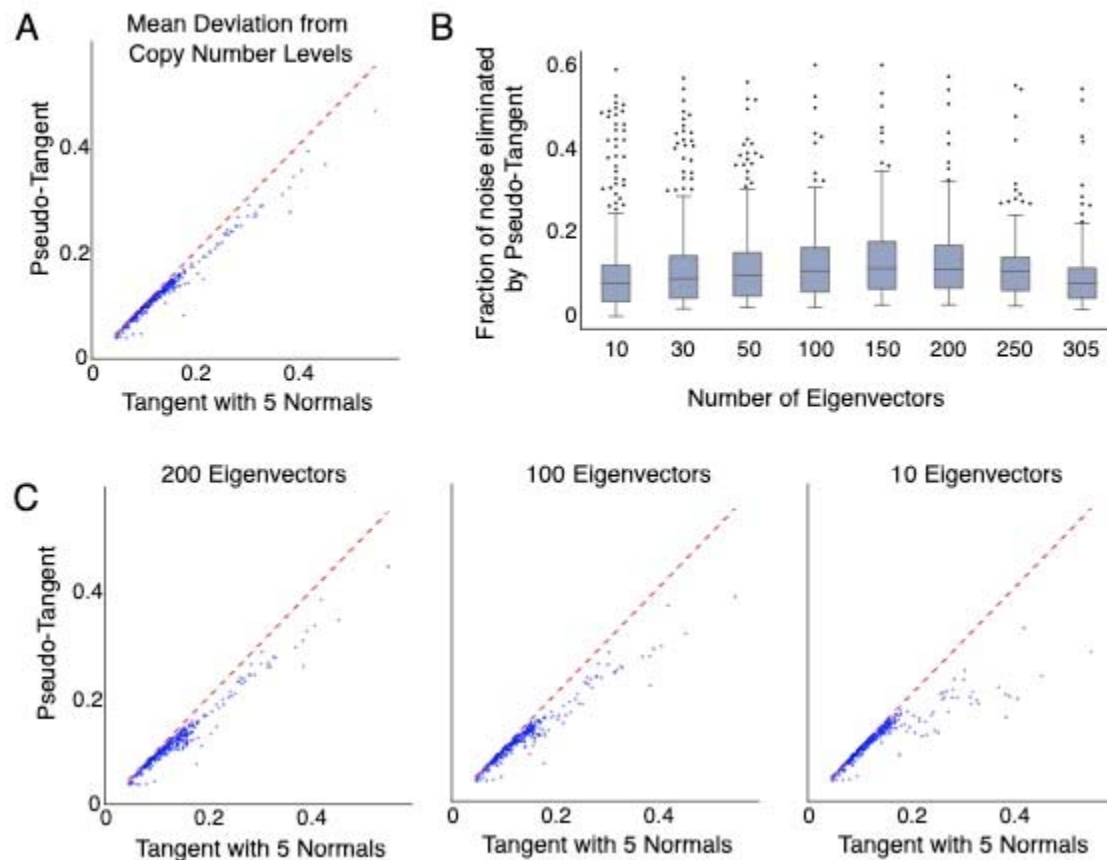 A
Mean Deviation from
Copy Number Levels
Pseudo-Tangent
0.4
0.2
0
0 0.2 0.4
Tangent with 5 Normals
B
Fraction of noise eliminated
by Pseudo-Tangent
0.6
0.4
0.2
0
10 30 50 100 150 200 250 305
Number of Eigenvectors
C
200 Eigenvectors
Pseudo-Tangent
0.4
0.2
0
0 0.2 0.4
Tangent with 5 Normals
100 Eigenvectors
0 0.2 0.4
Tangent with 5 Normals
10 Eigenvectors
0 0.2 0.4
Tangent with 5 Normals